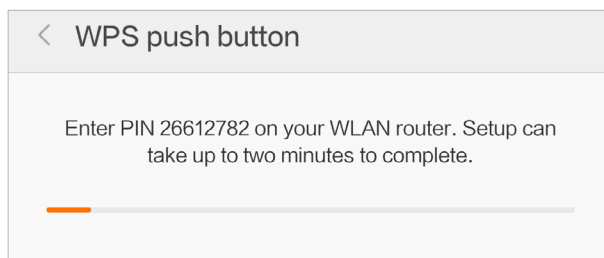 WPS push button
Enter PIN 26612782 on your WLAN router. Setup can
take up to two minutes to complete.